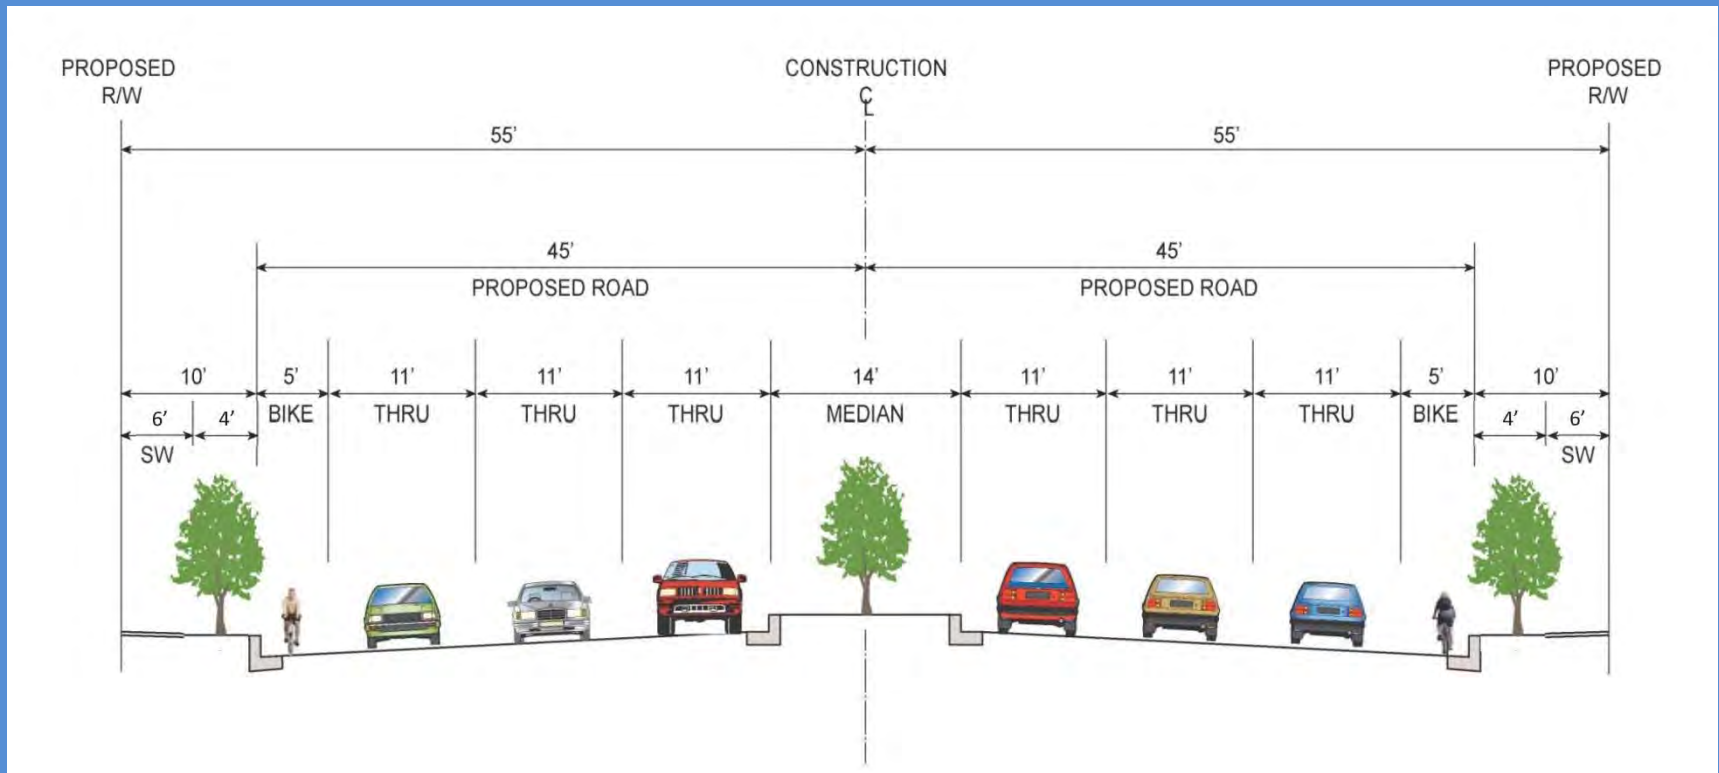 PROPOSED
R/W
CONSTRUCTION
CL
PROPOSED
R/W
55'
55'
45'
PROPOSED ROAD
45'
PROPOSED ROAD
10' 5' 11' 11' 11' 14' 11' 11' 11' 5' 10'
BIKE THRU THRU THRU MEDIAN THRU THRU THRU BIKE
6' 4' 4' 6'
SW SW